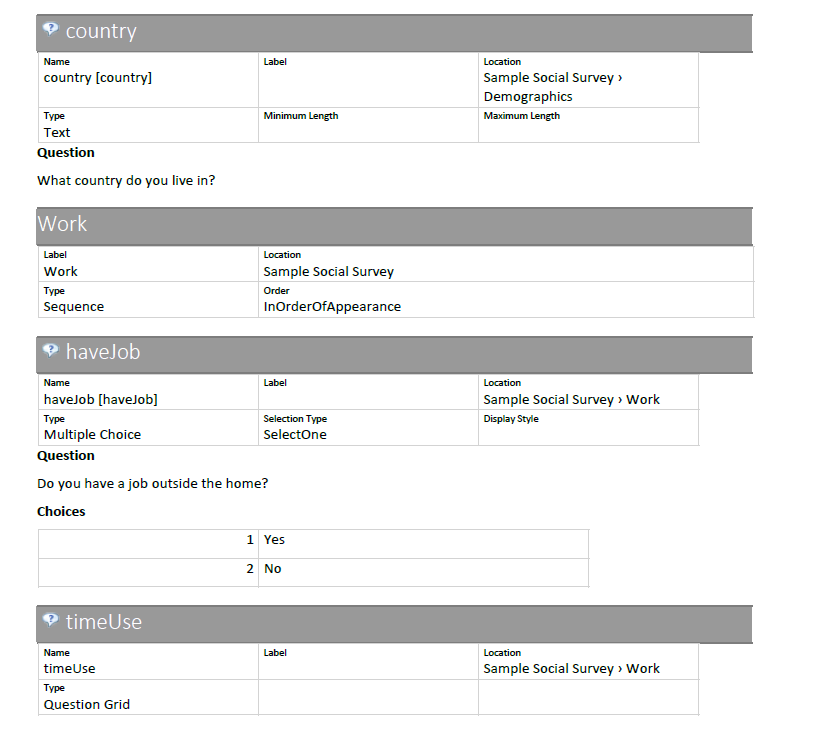 country
Name Label Location
country [country] Sample Social Survey ›
Demographics
Type Minimum Length Maximum Length
Text
Question
What country do you live in?
Work
Label Location
Work Sample Social Survey
Type Order
Sequence InOrderOfAppearance
haveJob
Name Label Location
haveJob [haveJob] Sample Social Survey › Work
Type Selection Type Display Style
Multiple Choice SelectOne
Question
Do you have a job outside the home?
Choices
1 Yes
2 No
timeUse
Name Label Location
timeUse Sample Social Survey › Work
Type
Question Grid